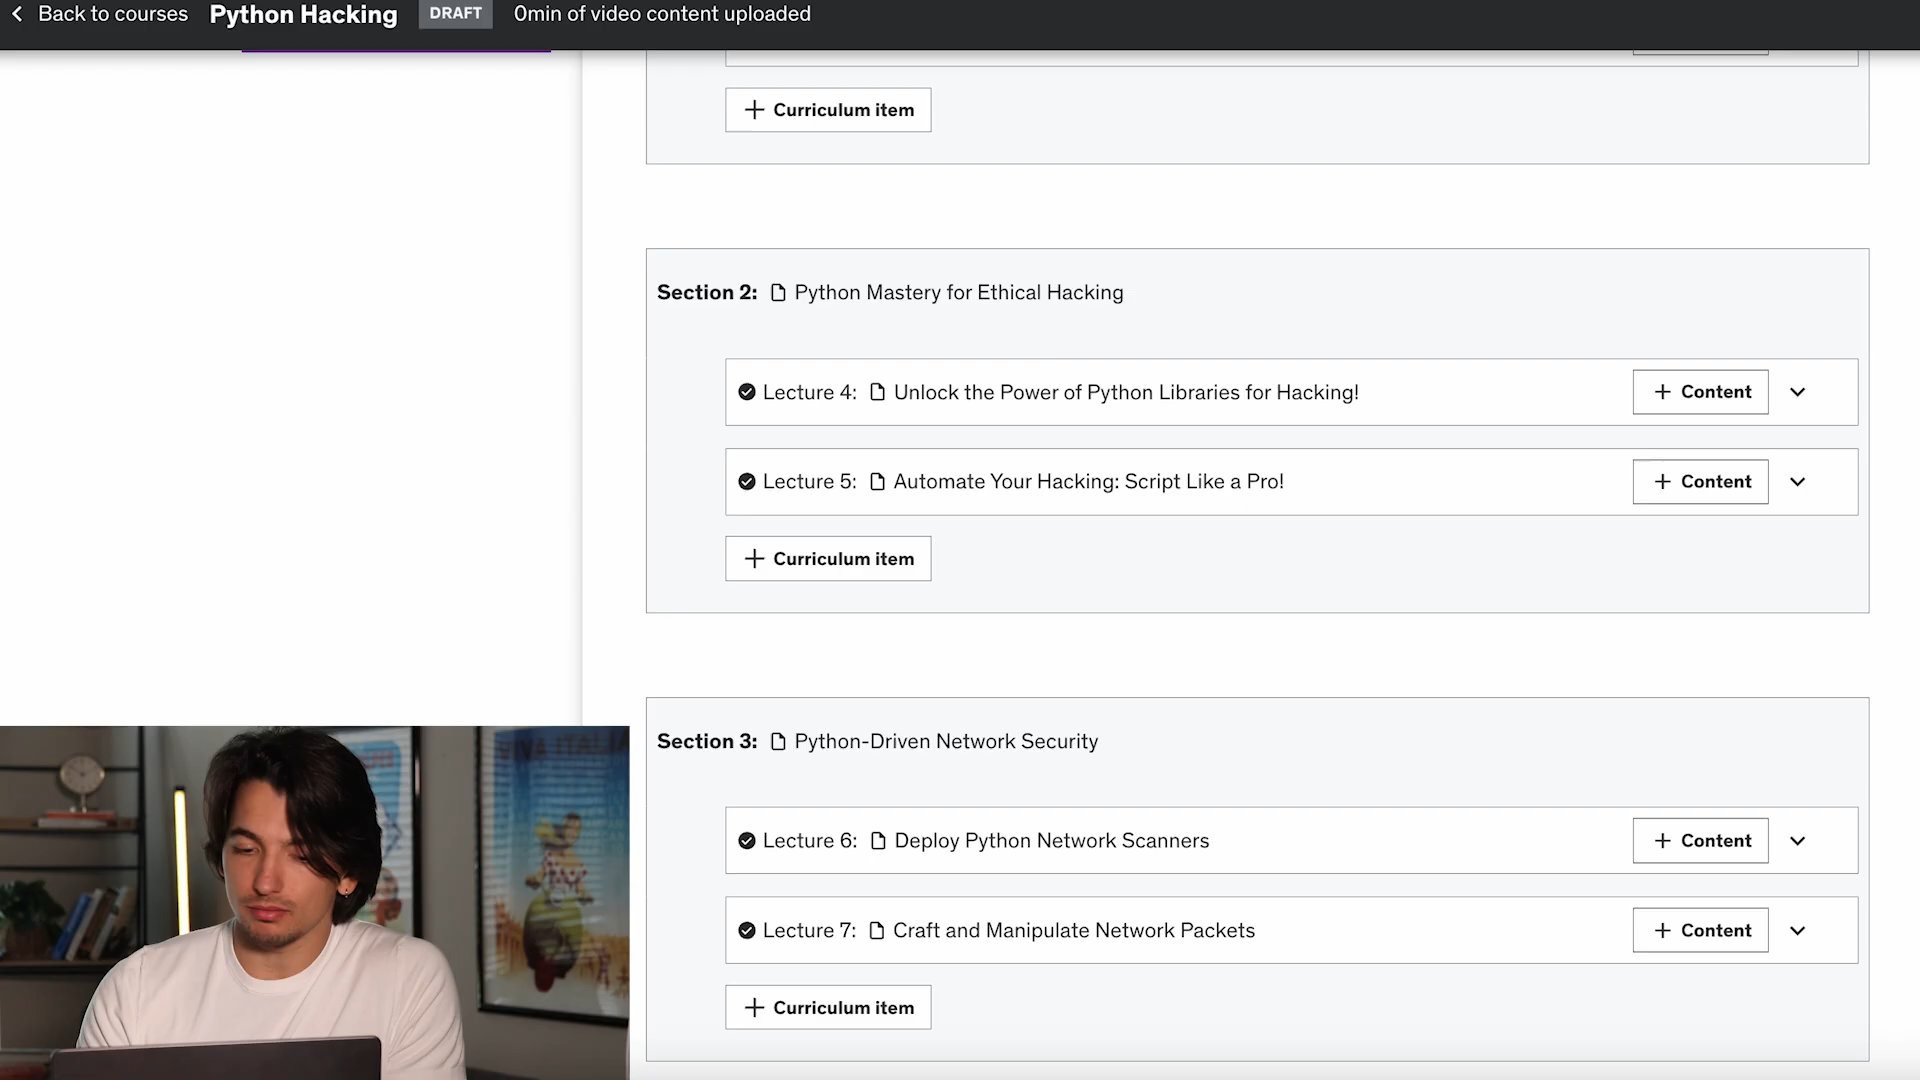 Back to courses Python Hacking DRAFT 0min of video content uploaded
+ Curriculum item
Section 2: Python Mastery for Ethical Hacking
Lecture 4: Unlock the Power of Python Libraries for Hacking! + Content
Lecture 5: Automate Your Hacking: Script Like a Pro! + Content
+ Curriculum item
Section 3: Python-Driven Network Security
Lecture 6: Deploy Python Network Scanners + Content
Lecture 7: Craft and Manipulate Network Packets + Content
+ Curriculum item
VIVA ITALIA